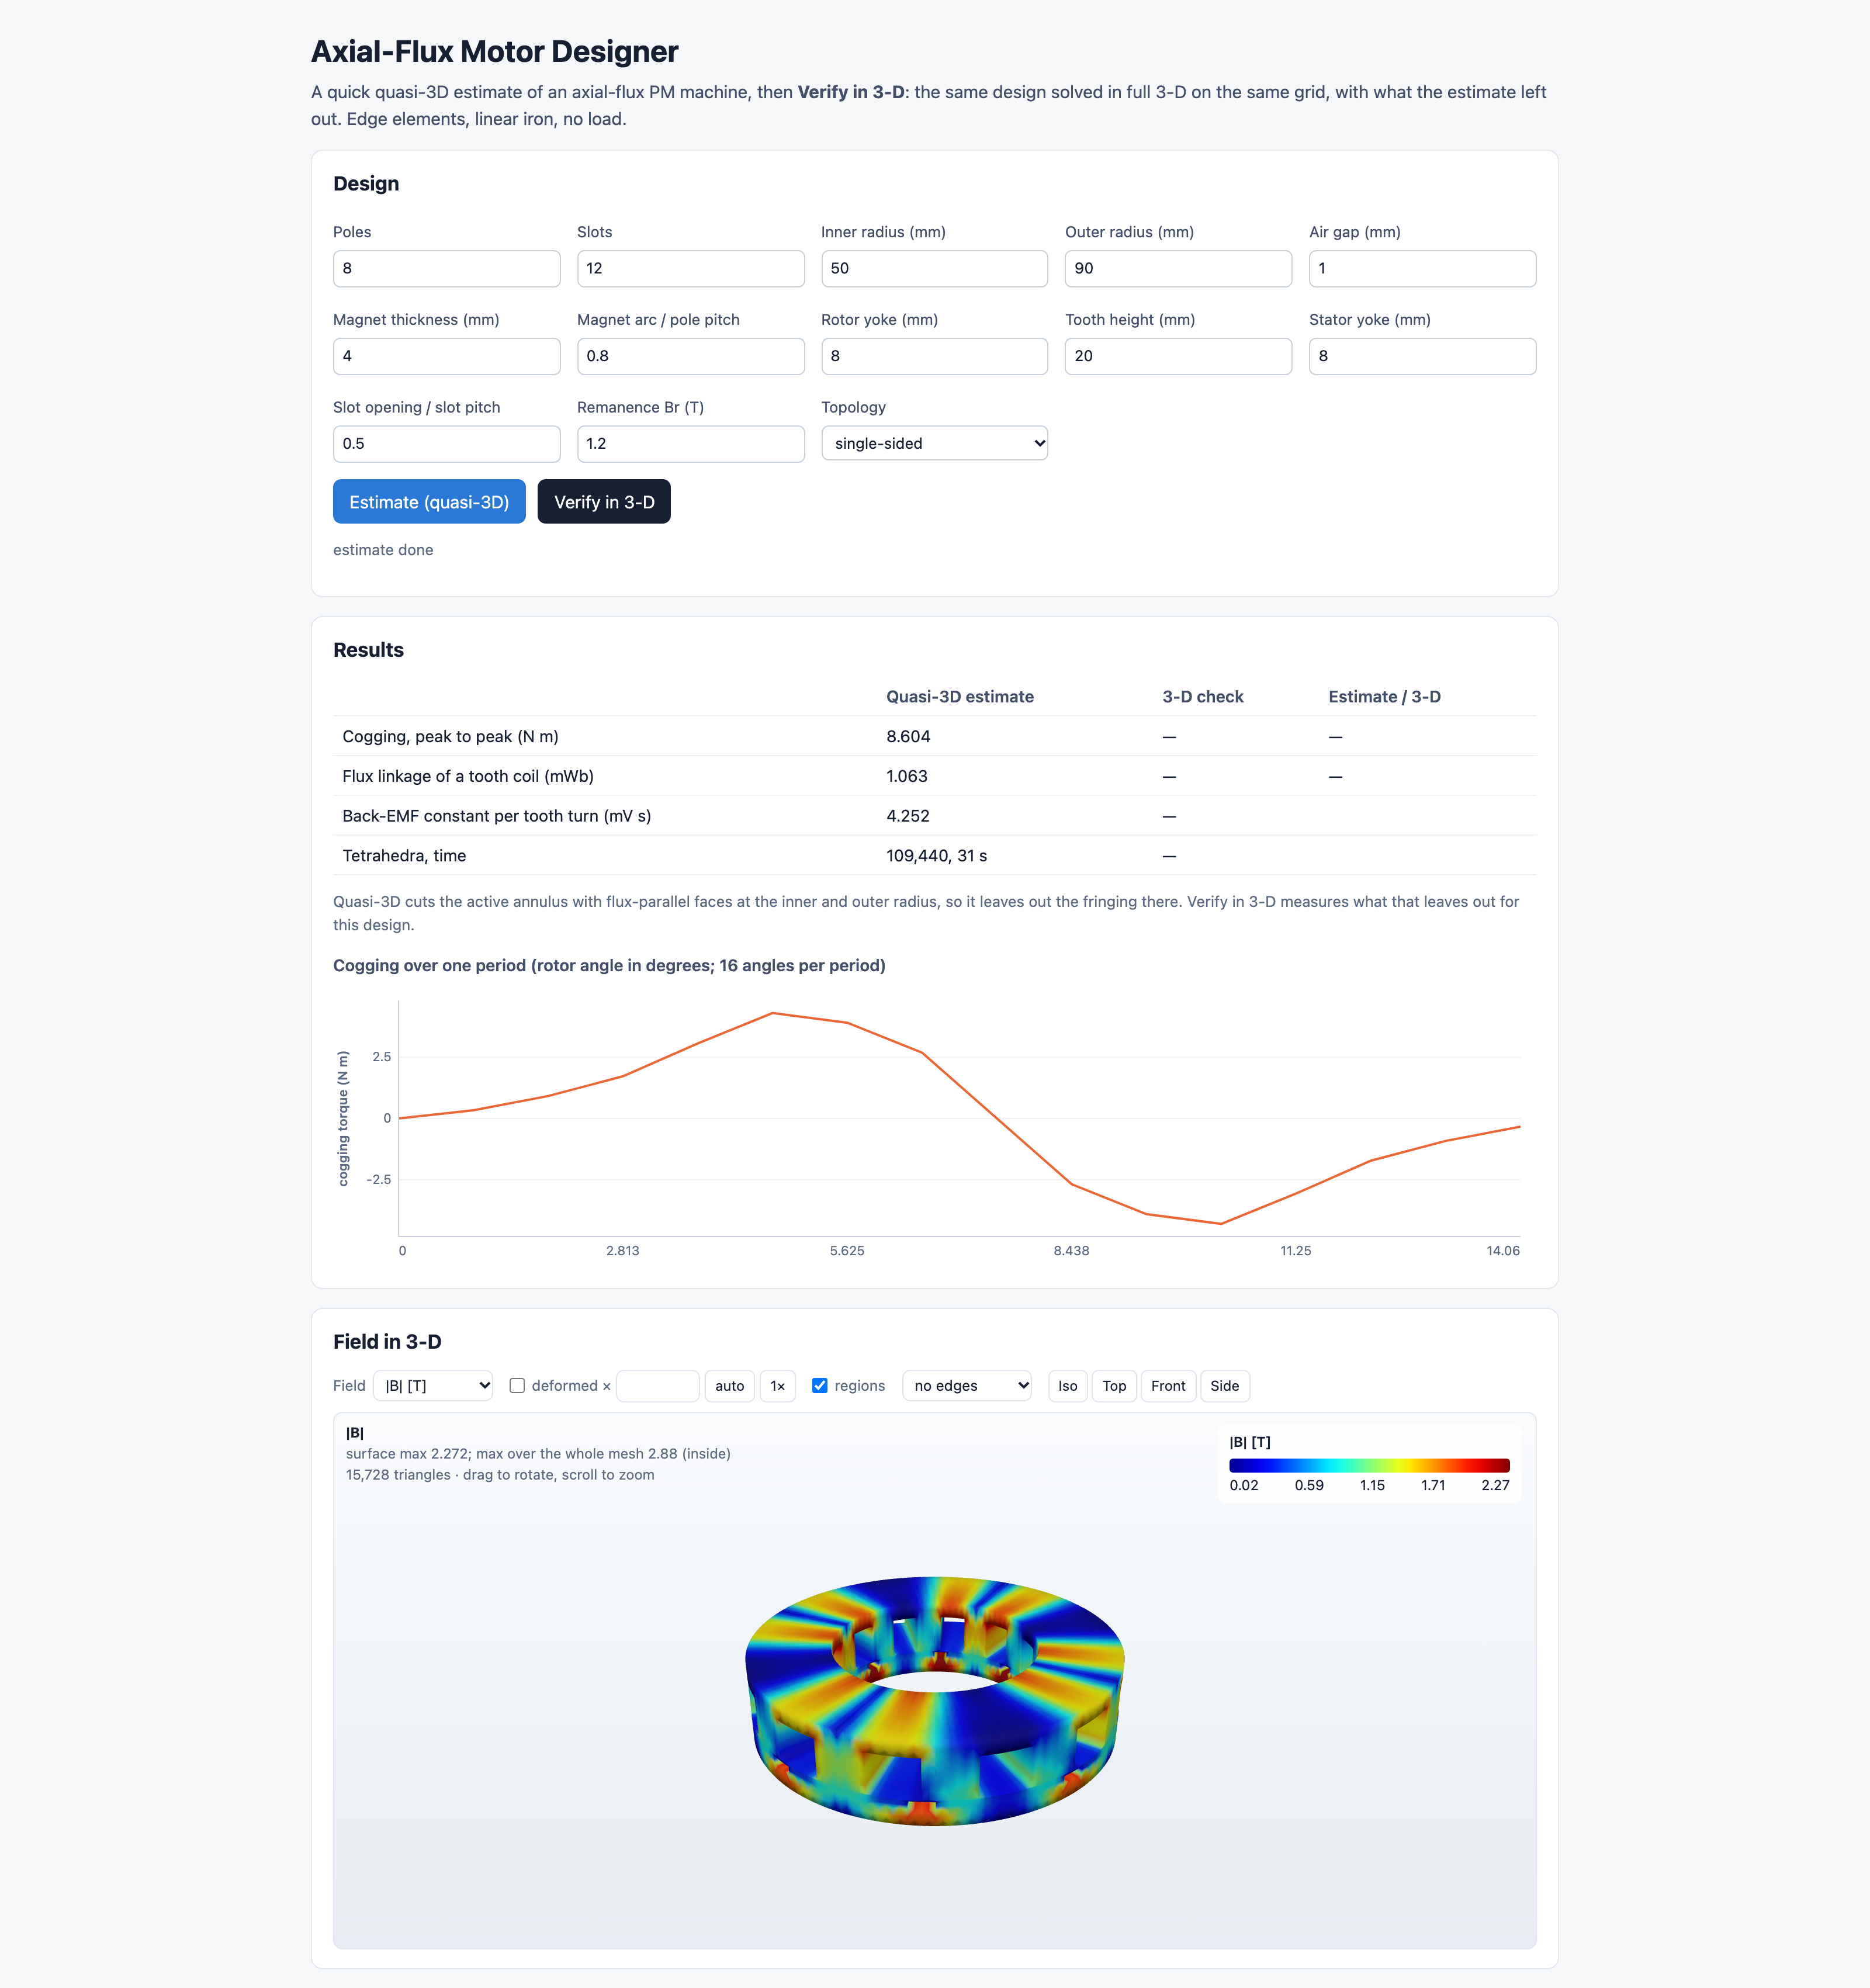 Axial-Flux Motor Designer
A quick quasi-3D estimate of an axial-flux PM machine, then Verify in 3-D: the same design solved in full 3-D on the same grid, with what the estimate left
out. Edge elements, linear iron, no load.
Design
Poles Slots Inner radius (mm) Outer radius (mm) Air gap (mm)
8 12 50 90 1
Magnet thickness (mm) Magnet arc / pole pitch Rotor yoke (mm) Tooth height (mm) Stator yoke (mm)
4 0.8 8 20 8
Slot opening / slot pitch Remanence Br (T) Topology
0.5 1.2 single-sided
Estimate (quasi-3D) Verify in 3-D
estimate done
Results
Quasi-3D estimate 3-D check Estimate / 3-D
Cogging, peak to peak (N m) 8.604 — —
Flux linkage of a tooth coil (mWb) 1.063 — —
Back-EMF constant per tooth turn (mV s) 4.252 —
Tetrahedra, time 109,440, 31 s —
Quasi-3D cuts the active annulus with flux-parallel faces at the inner and outer radius, so it leaves out the fringing there. Verify in 3-D measures what that leaves out for
this design.
Cogging over one period (rotor angle in degrees; 16 angles per period)
cogging torque (N m)
2.5
0
-2.5
0 2.813 5.625 8.438 11.25 14.06
Field in 3-D
Field |B| [T] deformed × auto 1× regions no edges Iso Top Front Side
|B|
surface max 2.272; max over the whole mesh 2.88 (inside)
15,728 triangles · drag to rotate, scroll to zoom
|B| [T]
0.02 0.59 1.15 1.71 2.27